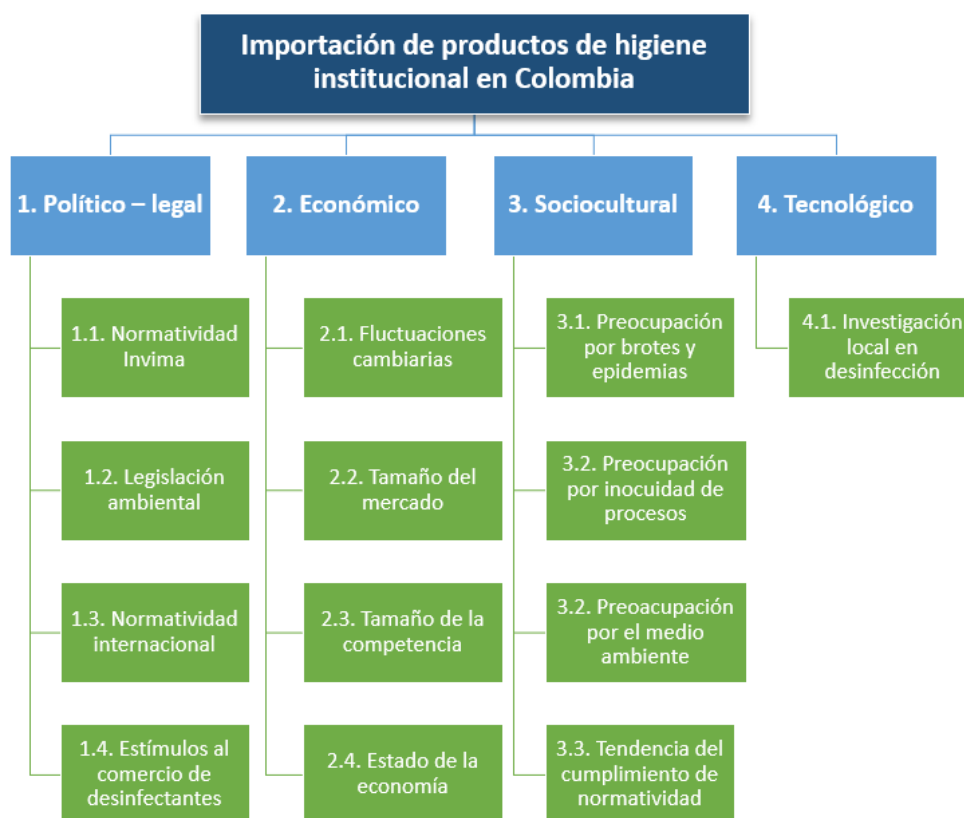 Importación de productos de higiene
institucional en Colombia
1. Político – legal
2. Económico
3. Sociocultural
4. Tecnológico
1.1. Normatividad
Invima
2.1. Fluctuaciones
cambiarias
3.1. Preocupación
por brotes y
epidemias
4.1. Investigación
local en
desinfección
1.2. Legislación
ambiental
2.2. Tamaño del
mercado
3.2. Preocupación
por inocuidad de
procesos
1.3. Normatividad
internacional
2.3. Tamaño de la
competencia
3.2. Preoacupación
por el medio
ambiente
1.4. Estímulos al
comercio de
desinfectantes
2.4. Estado de la
economía
3.3. Tendencia del
cumplimiento de
normatividad